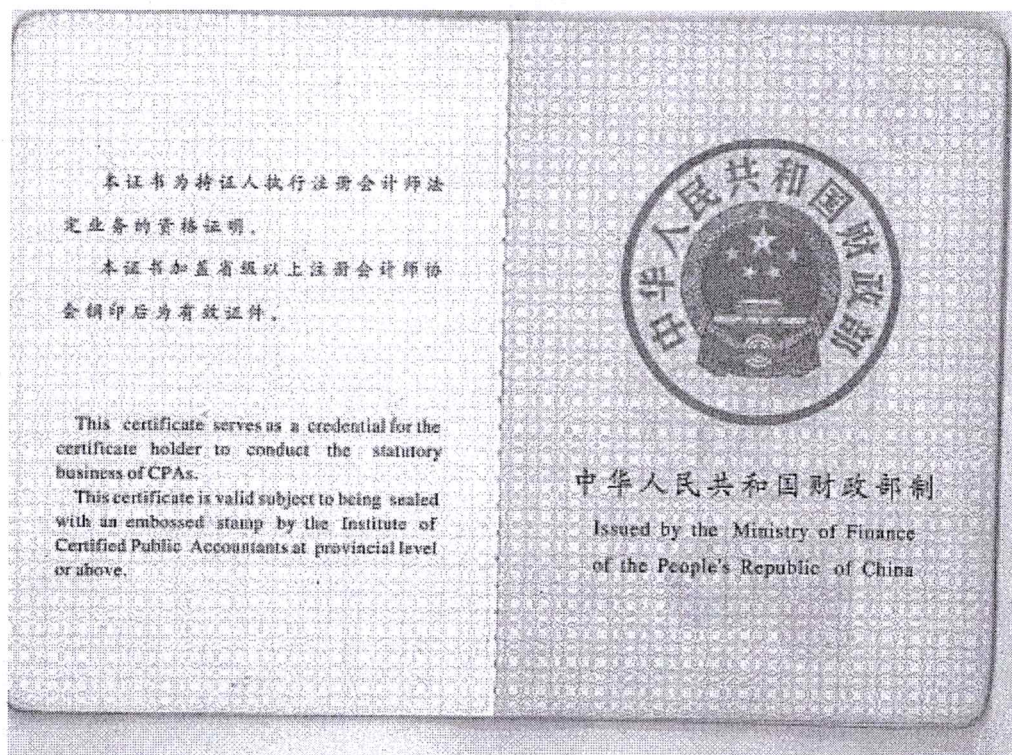 本证书为持证人执行注册会计师法
定业务的资格证明。
本证书加盖省级以上注册会计师协
会钢印后为有效证件。
This certificate serves as a credential for the
certificate holder to conduct the statutory
business of CPAs.
This certificate is valid subject to being sealed
with an embossed stamp by the Institute of
Certified Public Accountants at provincial level
or above.
中华人民共和国财政部
中华人民共和国财政部制
Issued by the Ministry of Finance
of the People's Republic of China